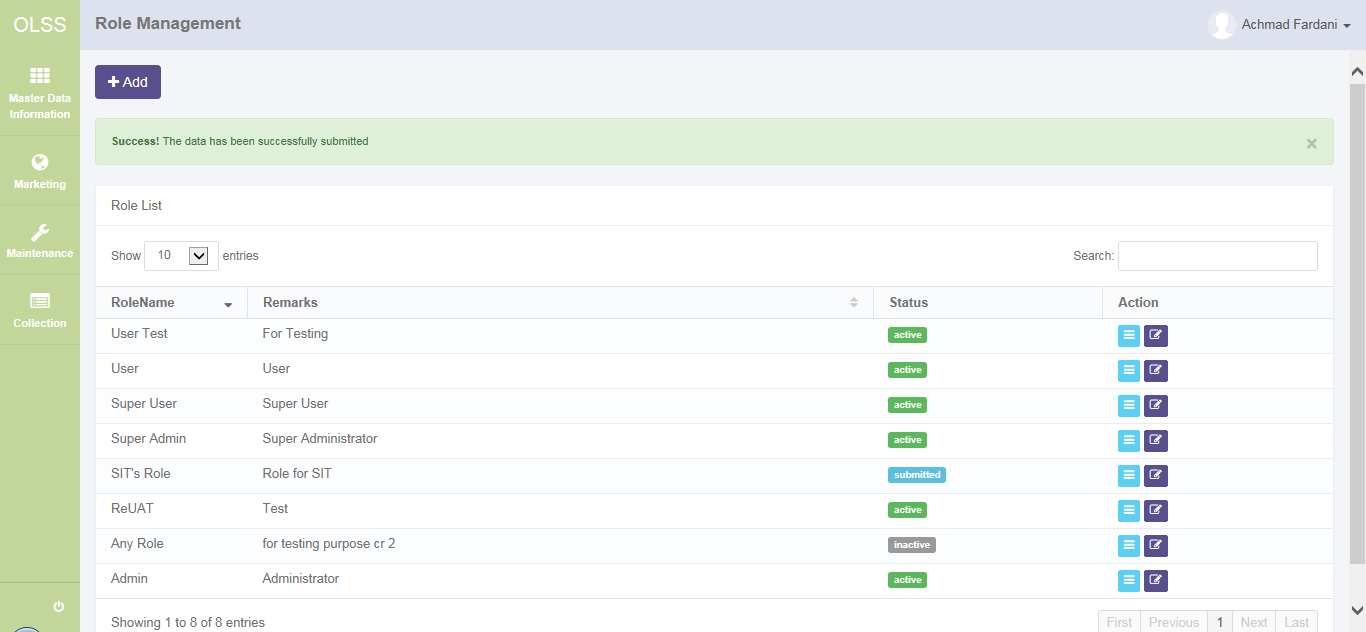 OLSS
Role Management
Achmad Fardani
Master Data
Information
Marketing
Maintenance
Collection
Add
Success! The data has been successfully submitted
×
Role List
Show 10 entries
Search:
RoleName Remarks Status Action
User Test For Testing active
User User active
Super User Super User active
Super Admin Super Administrator active
SIT's Role Role for SIT submitted
ReUAT Test active
Any Role for testing purpose cr 2 inactive
Admin Administrator active
Showing 1 to 8 of 8 entries
First Previous 1 Next Last